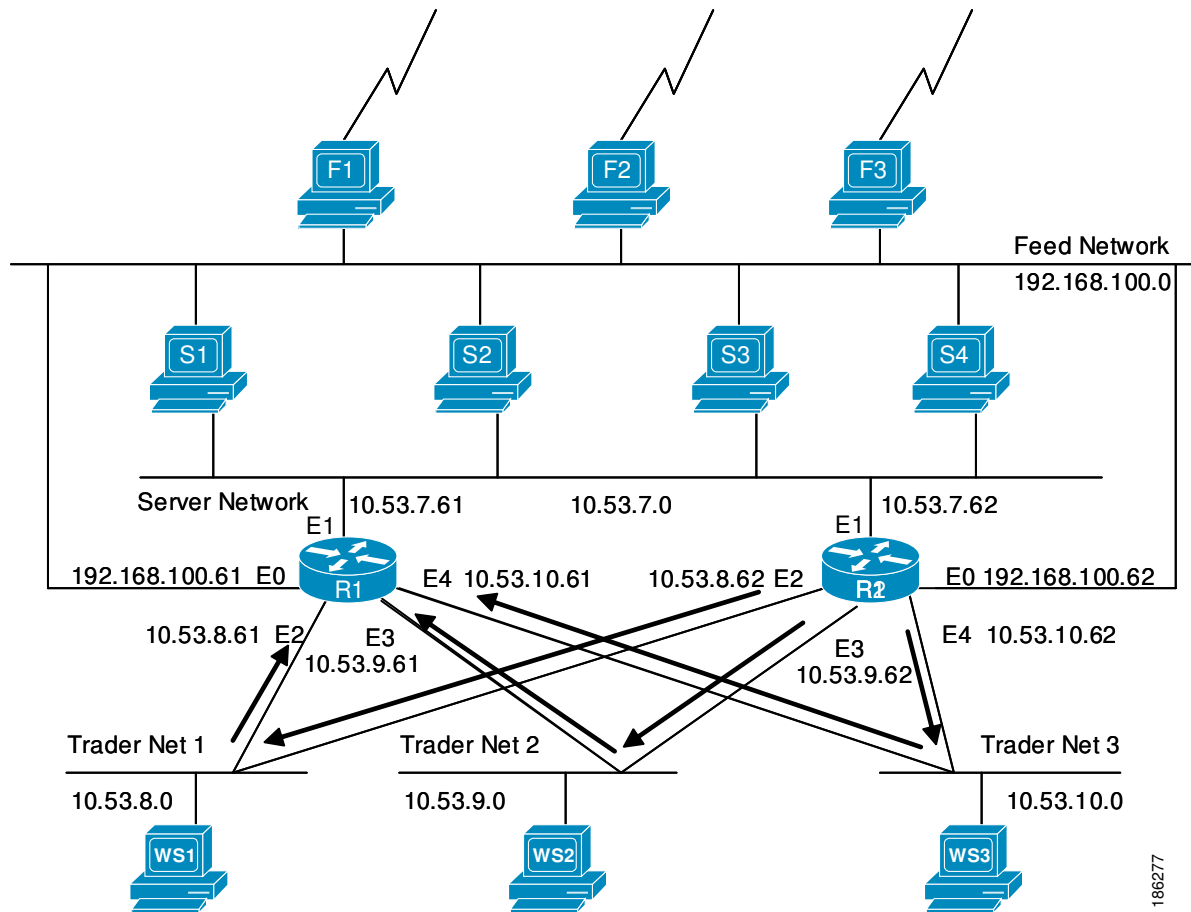 F1
F2
F3
Feed Network
192.168.100.0
S1
S2
S3
S4
Server Network
10.53.7.61
10.53.7.0
10.53.7.62
E1
E1
192.168.100.61 E0
R1
E4 10.53.10.61
10.53.8.62 E2
E0 192.168.100.62
10.53.8.61 E2
E3
10.53.9.61
E3
10.53.9.62
E4 10.53.10.62
Trader Net 1
Trader Net 2
Trader Net 3
10.53.8.0
10.53.9.0
10.53.10.0
WS1
WS2
WS3
186277